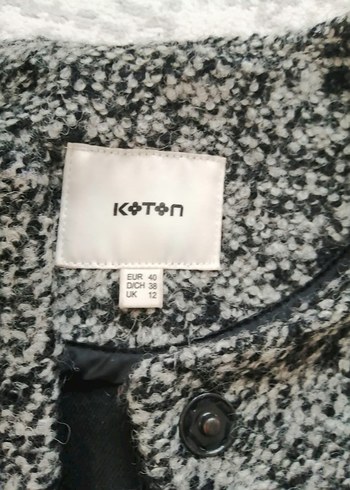 KOTON
EUR 40
D/CH 38
UK 12